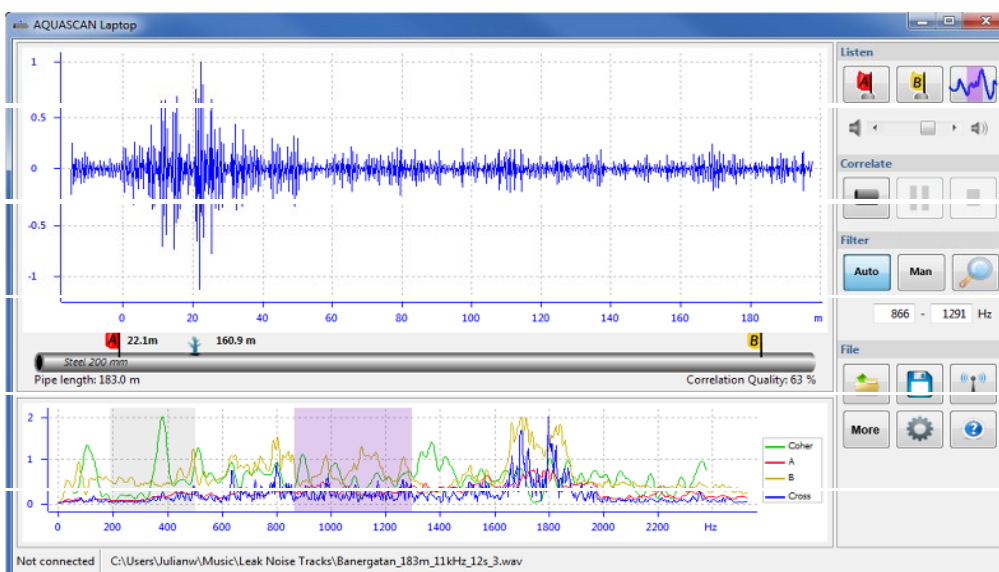 AQUASCAN Laptop
Listen
A
B
1
0.5
0
-0.5
-1
0 20 40 60 80 100 120 140 160 180 m
Correlate
Filter
Auto Man
866 - 1291 Hz
A 22.1m 160.9 m B
Steel 200 mm
Pipe length: 183.0 m Correlation Quality: 63 %
File
More
?
2
1
0
0 200 400 600 800 1000 1200 1400 1600 1800 2000 2200 Hz
Coher
A
B
Cross
Not connected C:\Users\Julianw\Music\Leak Noise Tracks\Banergatan_183m_11kHz_12s_3.wav